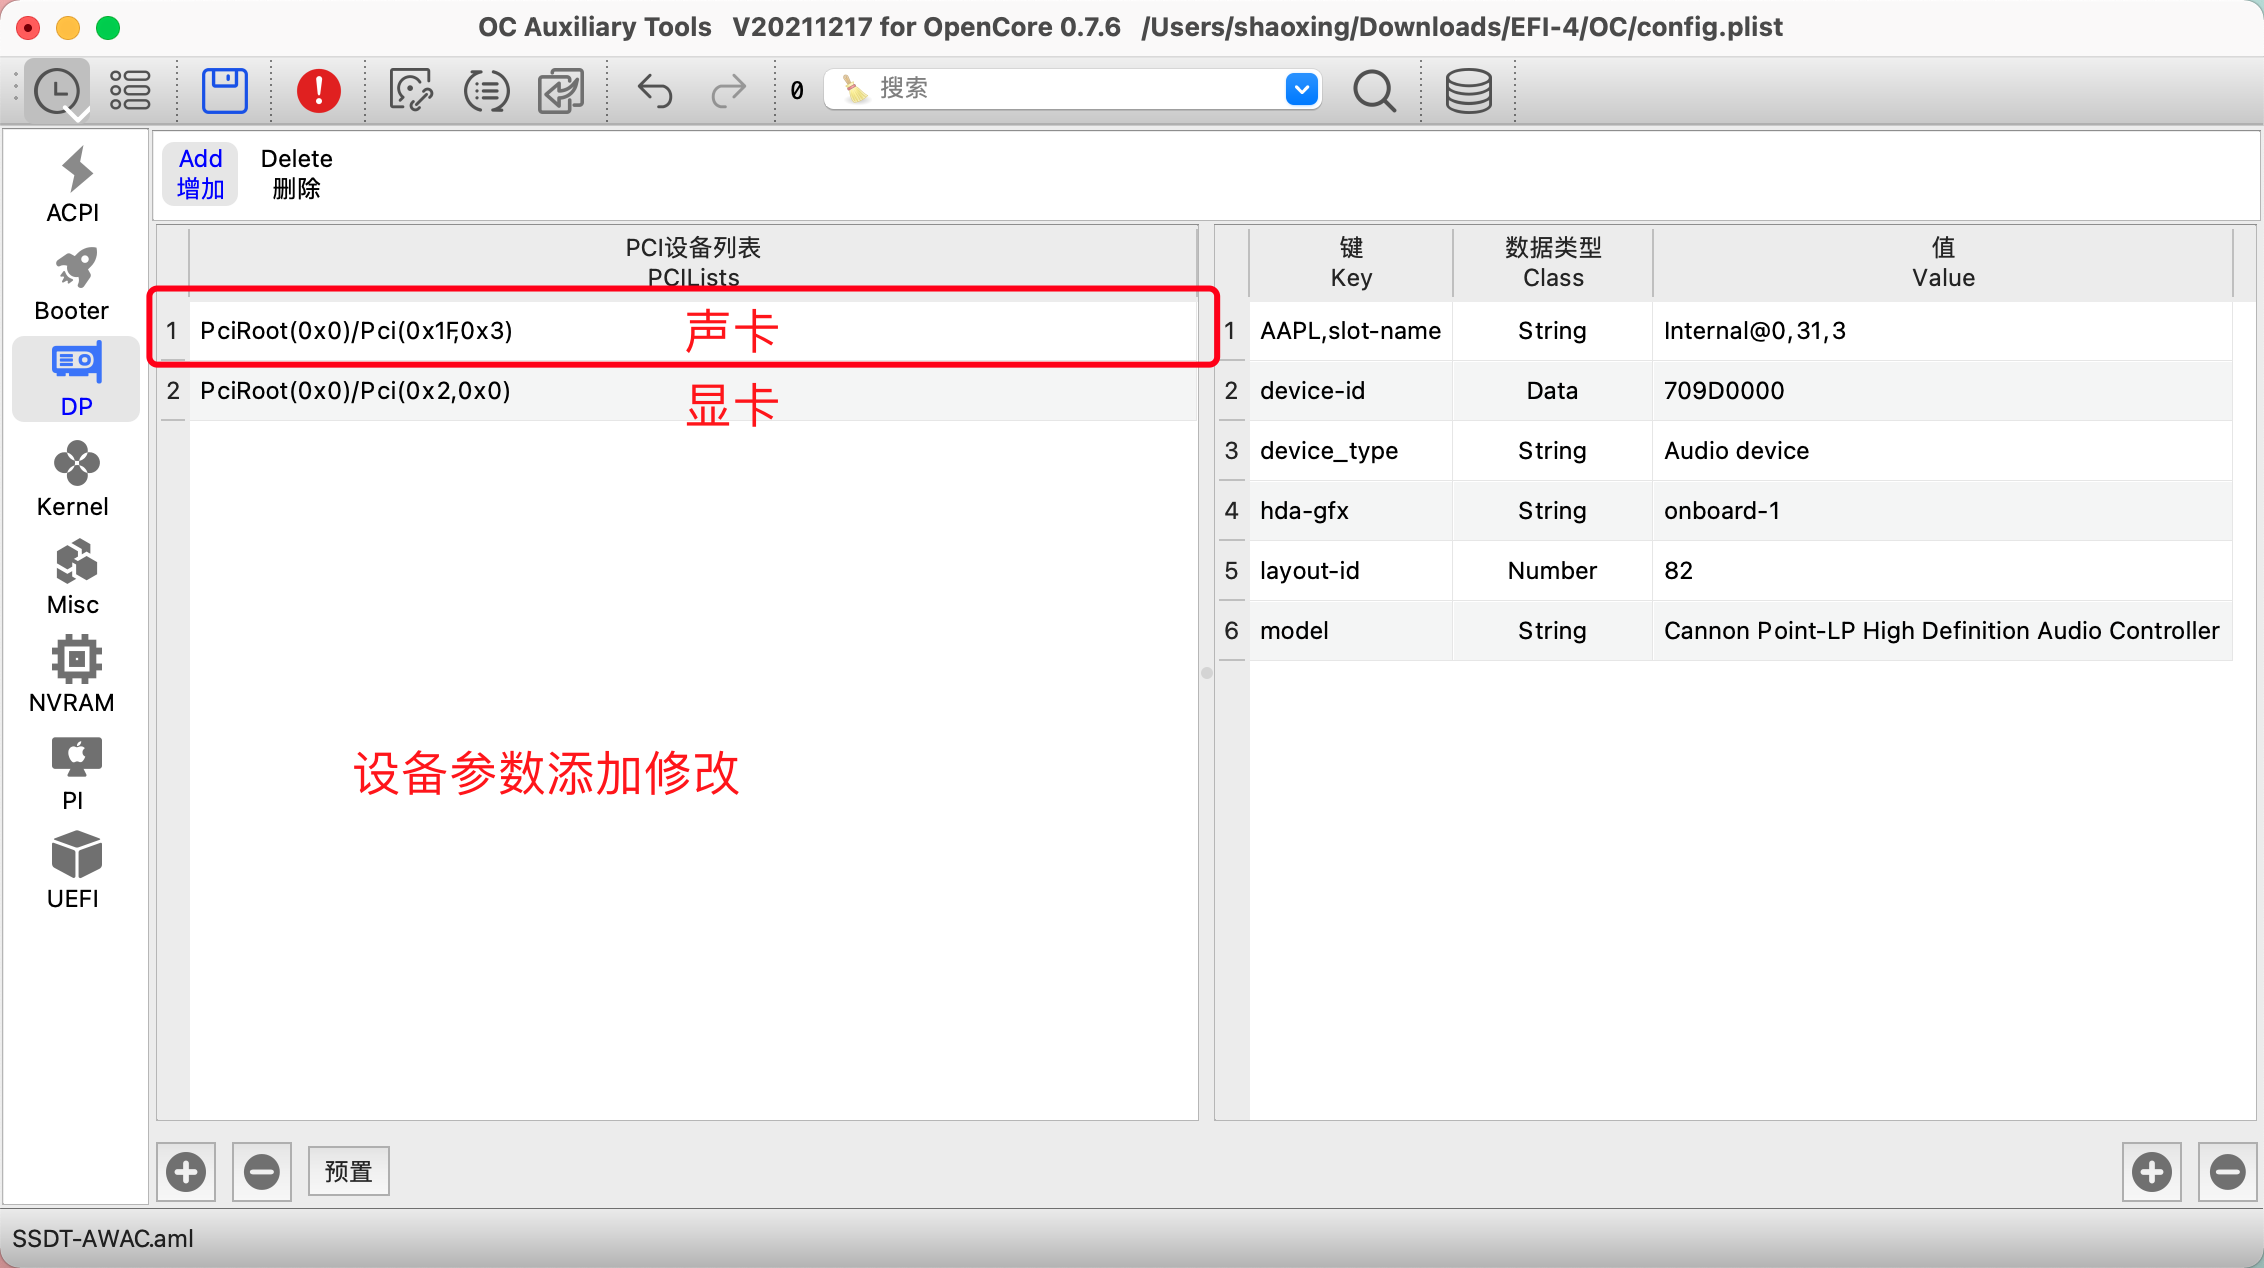 OC Auxiliary Tools V20211217 for OpenCore 0.7.6 /Users/shaoxing/Downloads/EFI-4/OC/config.plist
0 搜索
ACPI
Booter
DP
Kernel
Misc
NVRAM
PI
UEFI
Add
增加
Delete
删除
PCI设备列表
PCILists
1 PciRoot(0x0)/Pci(0x1F,0x3) 声卡
2 PciRoot(0x0)/Pci(0x2,0x0) 显卡
设备参数添加修改
键 数据类型 值
Key Class Value
1 AAPL,slot-name String Internal@0,31,3
2 device-id Data 709D0000
3 device_type String Audio device
4 hda-gfx String onboard-1
5 layout-id Number 82
6 model String Cannon Point-LP High Definition Audio Controller
预置
SSDT-AWAC.aml